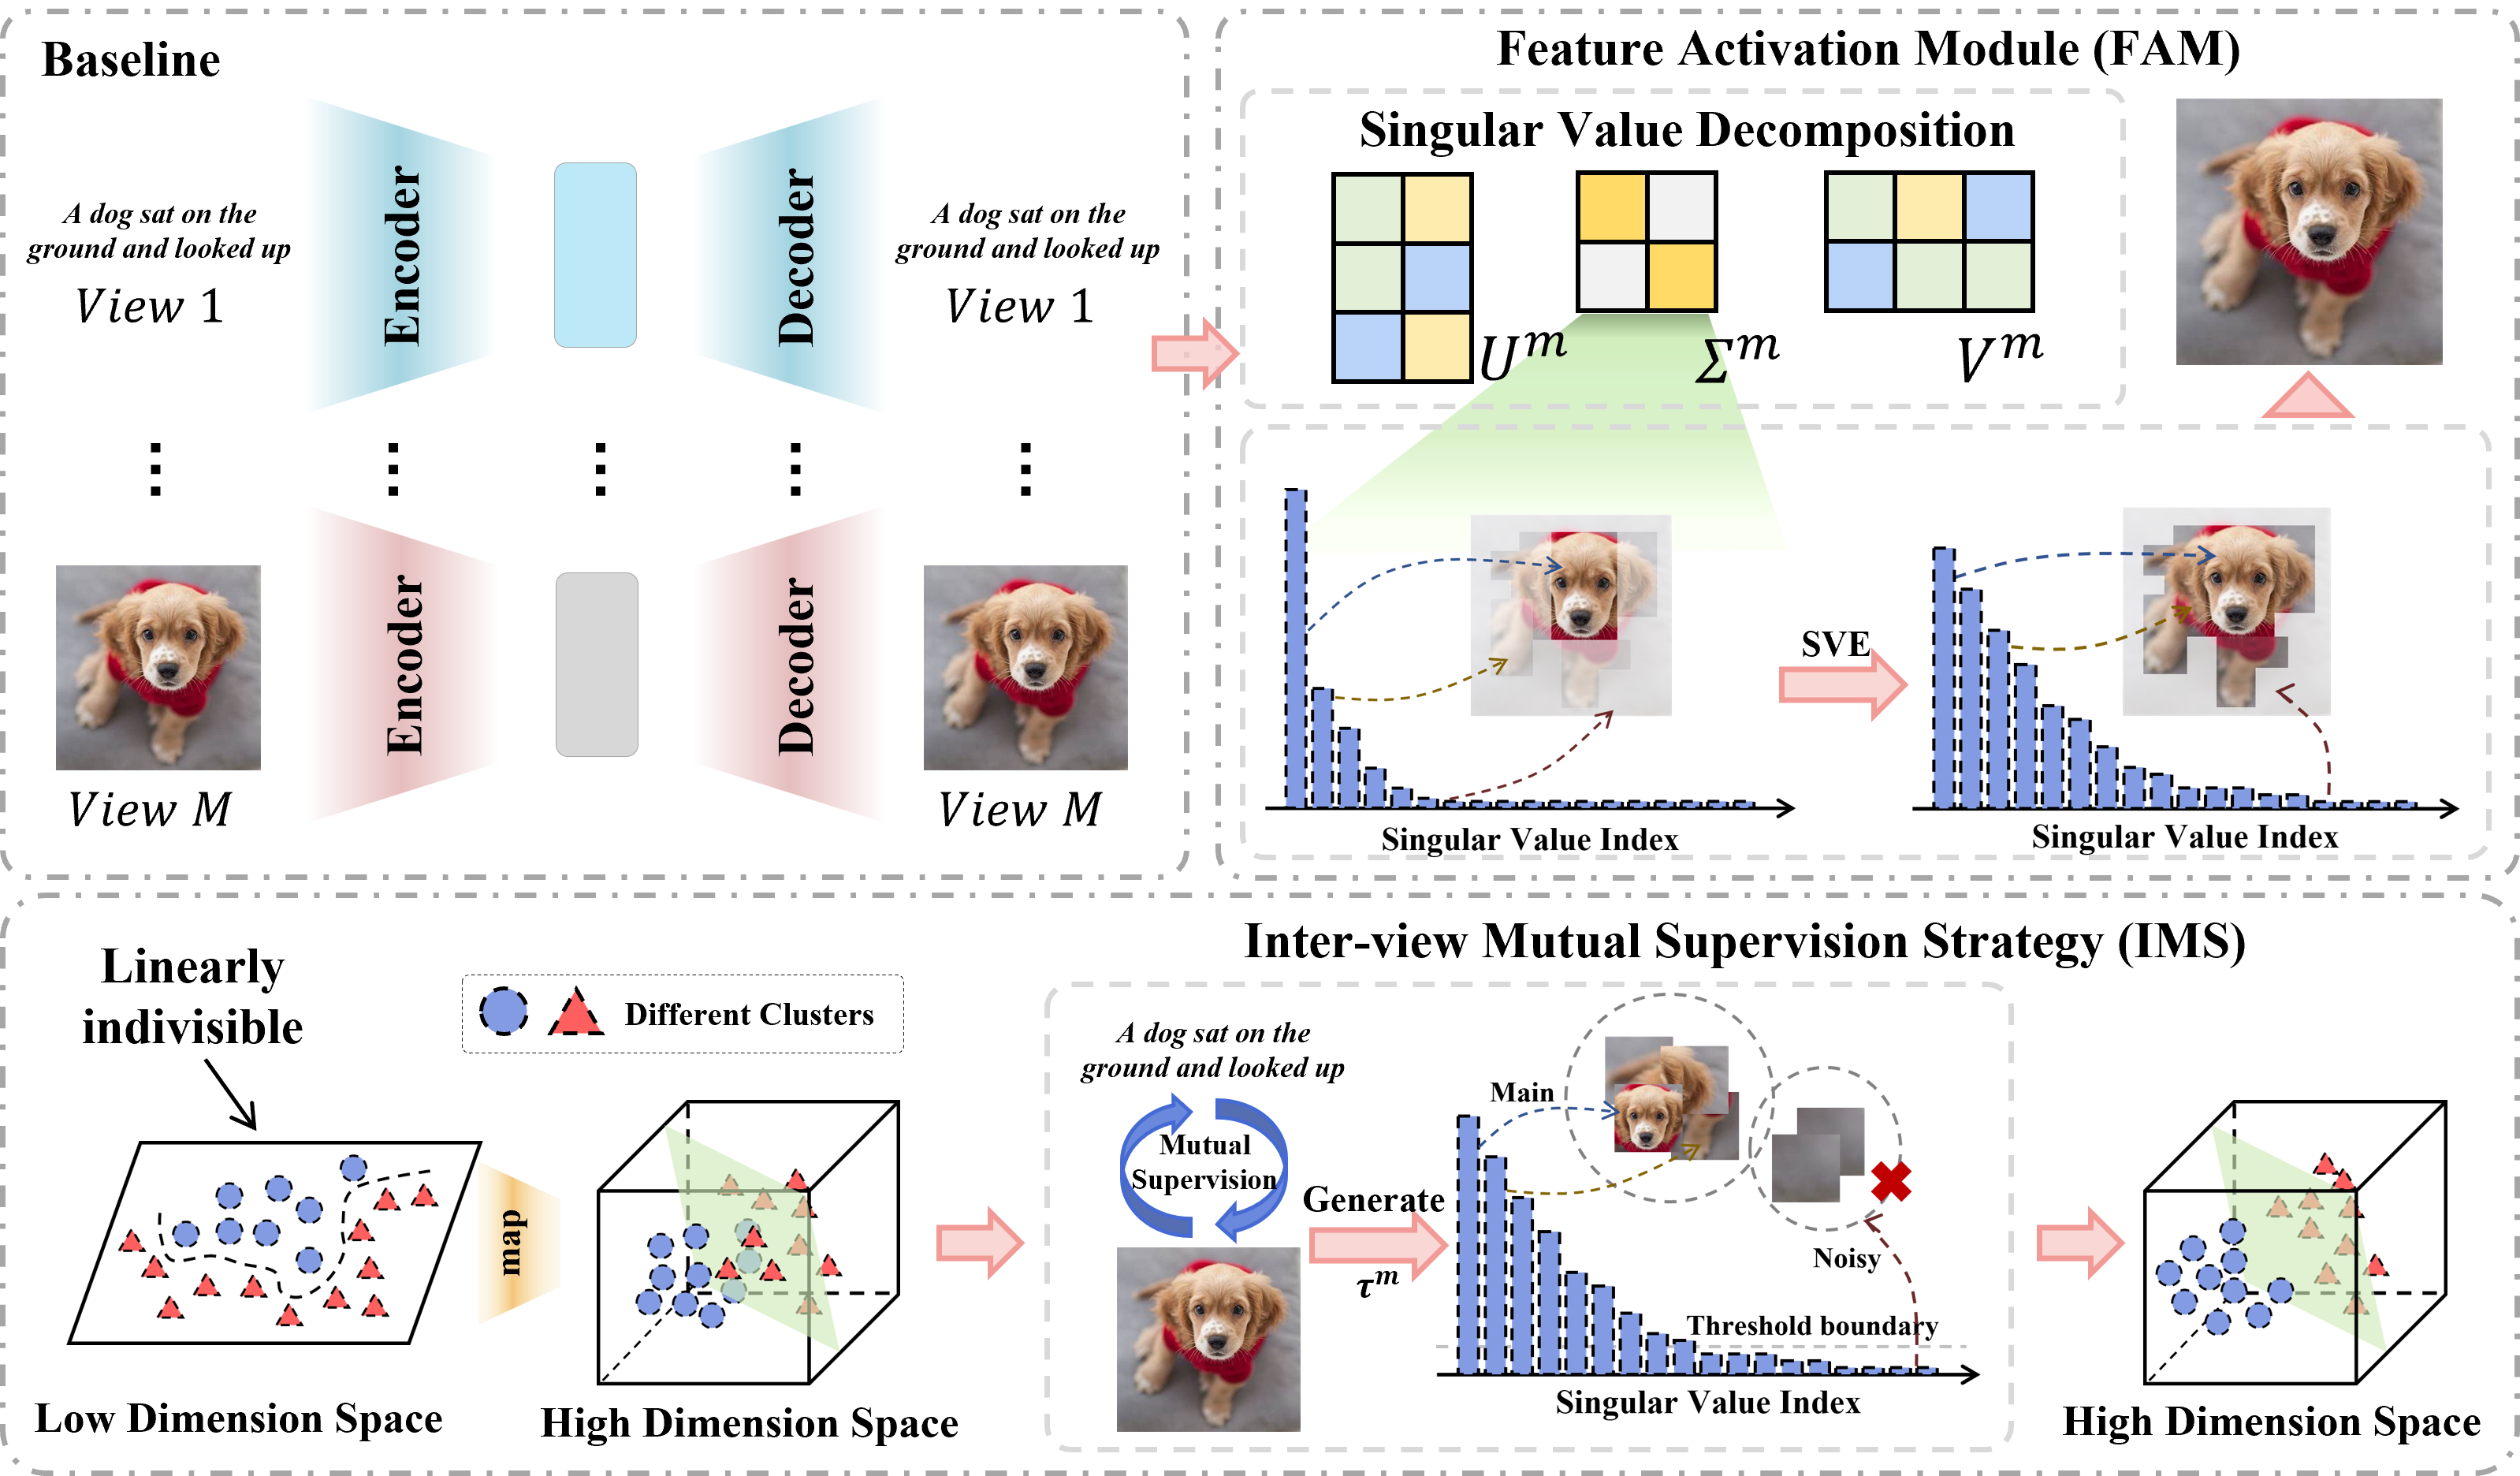 Baseline
A dog sat on the
ground and looked up
View 1
Encoder
Decoder
A dog sat on the
ground and looked up
View 1
View M
Encoder
Decoder
View M
Feature Activation Module (FAM)
Singular Value Decomposition
U^m
Σ^m
V^m
SVE
Singular Value Index
Singular Value Index
Inter-view Mutual Supervision Strategy (IMS)
Linearly
indivisible
Different Clusters
map
Low Dimension Space
High Dimension Space
A dog sat on the
ground and looked up
Mutual
Supervision
Generate
τ^m
Main
Noisy
Threshold boundary
Singular Value Index
High Dimension Space